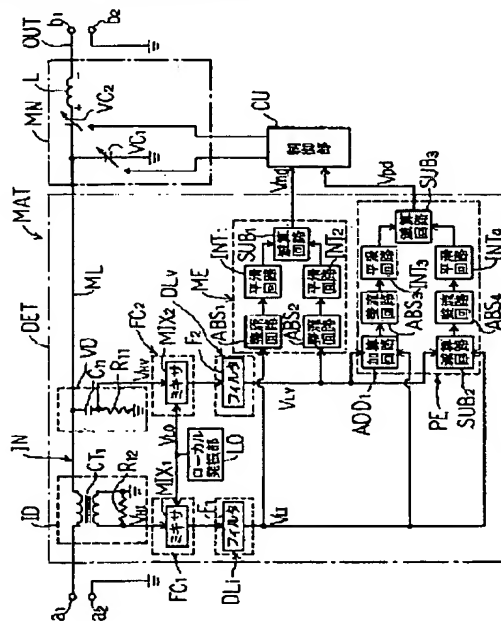 b1
b2
OUT
L
VC2
MN
VC1
CU
制御部
MAT
Vmd
Vpd
DET
ML
ME
INT1
SUB1
平滑
回路
減算
回路
INT2
平滑
回路
ABS1
整流
回路
ABS2
整流
回路
SUB3
減算
回路
平滑
回路
INT3
平滑
回路
INT4
整流
回路
ABS3
整流
回路
ABS4
加算
回路
ADD1
減算
回路
SUB2
PE
VD
C11
R11
VHV
FC2
MIX2
ミキサ
F2
DLV
フィルタ
VLV
IN
ID
CT1
R12
MIX1
ミキサ
VLO
ローカル
発振部
LO
FC1
F1
フィルタ
DLi
VLI
a1
a2